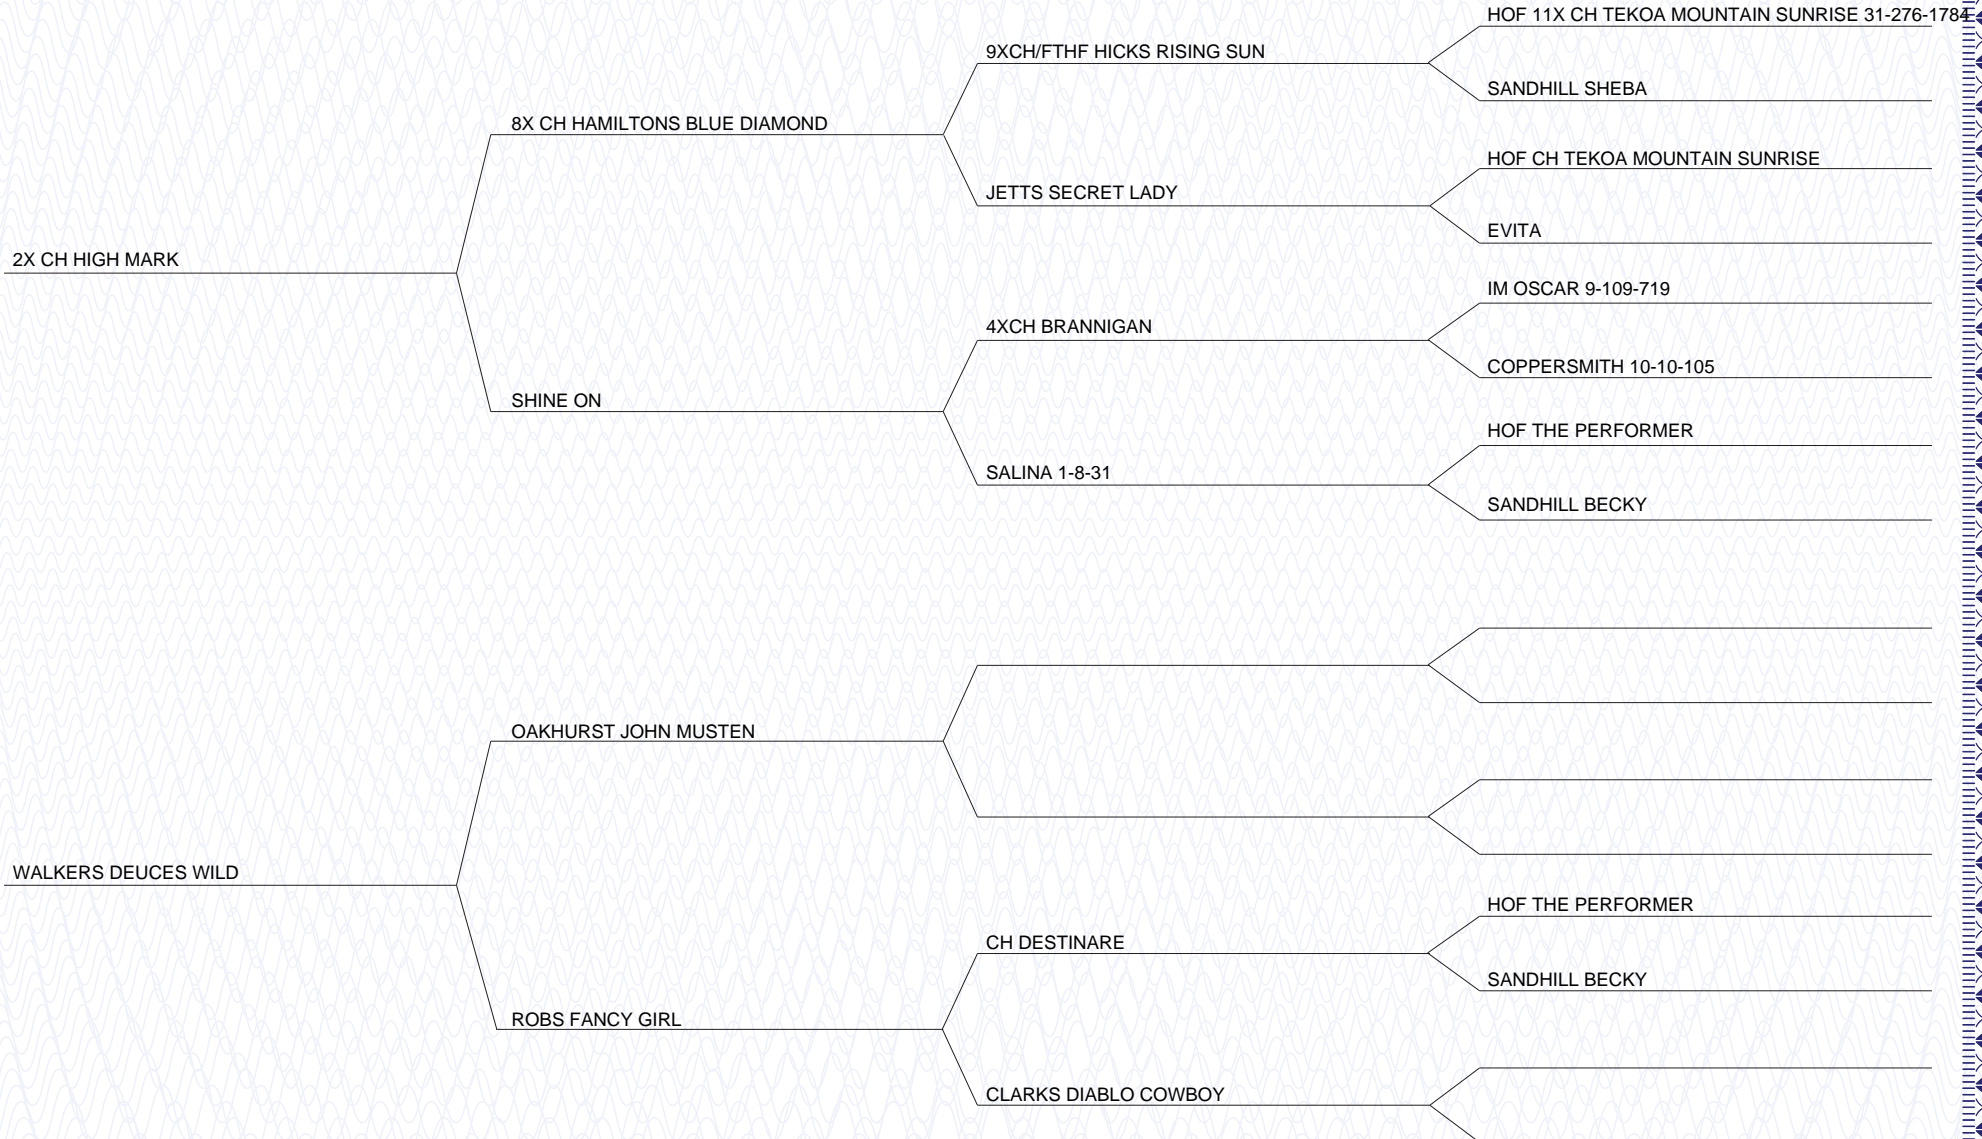 HOF 11X CH TEKOA MOUNTAIN SUNRISE 31-276-1784
9XCH/FTHF HICKS RISING SUN
SANDHILL SHEBA
8X CH HAMILTONS BLUE DIAMOND
HOF CH TEKOA MOUNTAIN SUNRISE
JETTS SECRET LADY
EVITA
2X CH HIGH MARK
IM OSCAR 9-109-719
4XCH BRANNIGAN
COPPERSMITH 10-10-105
SHINE ON
HOF THE PERFORMER
SALINA 1-8-31
SANDHILL BECKY
OAKHURST JOHN MUSTEN
WALKERS DEUCES WILD
HOF THE PERFORMER
CH DESTINARE
SANDHILL BECKY
ROBS FANCY GIRL
CLARKS DIABLO COWBOY